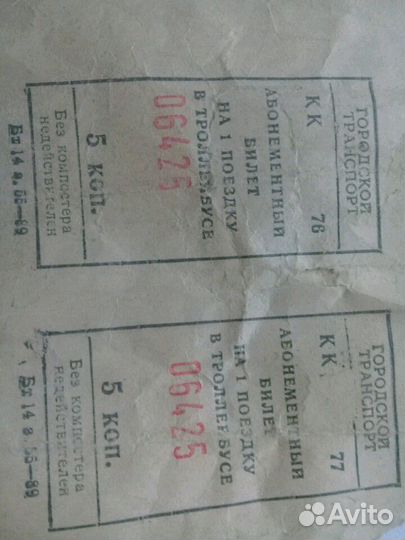 ГОРОДСКОЙ
ТРАНСПОРТ
КК 76
АБОНЕМЕНТНЫЙ
БИЛЕТ
НА 1 ПОЕЗДКУ
В ТРОЛЛЕЙБУСЕ
06425
5 коп.
Без компостера
недействителен
ГОРОДСКОЙ
ТРАНСПОРТ
КК 77
АБОНЕМЕНТНЫЙ
БИЛЕТ
НА 1 ПОЕЗДКУ
В ТРОЛЛЕЙБУСЕ
06425
5 коп.
Без компостера
недействителен
Avito